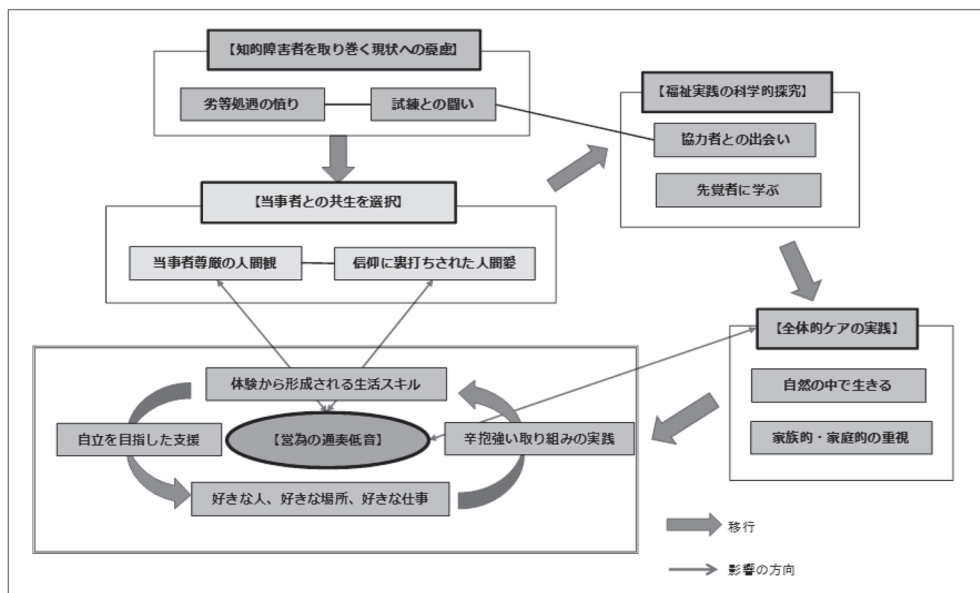 【知的障害者を取り巻く現状への憂慮】
劣等処遇の憤り
試練との闘い
【福祉実践の科学的探究】
協力者との出会い
先覚者に学ぶ
【当事者との共生を選択】
当事者尊厳の人間観
信仰に裏打ちされた人間愛
【全体的ケアの実践】
自然の中で生きる
家族的・家庭的の重視
体験から形成される生活スキル
自立を目指した支援
【営為の通奏低音】
辛抱強い取り組みの実践
好きな人、好きな場所、好きな仕事
移行
影響の方向